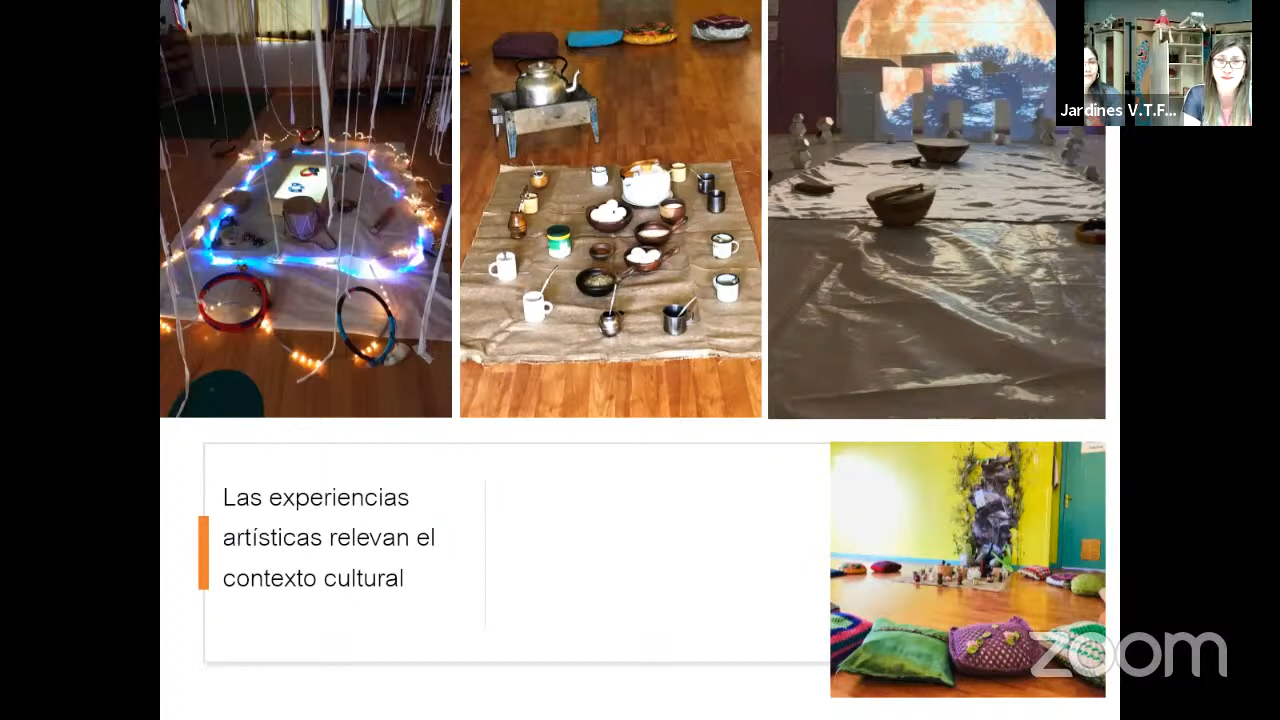 Jardines V.T.F...
Las experiencias
artísticas relevan el
contexto cultural
zoom